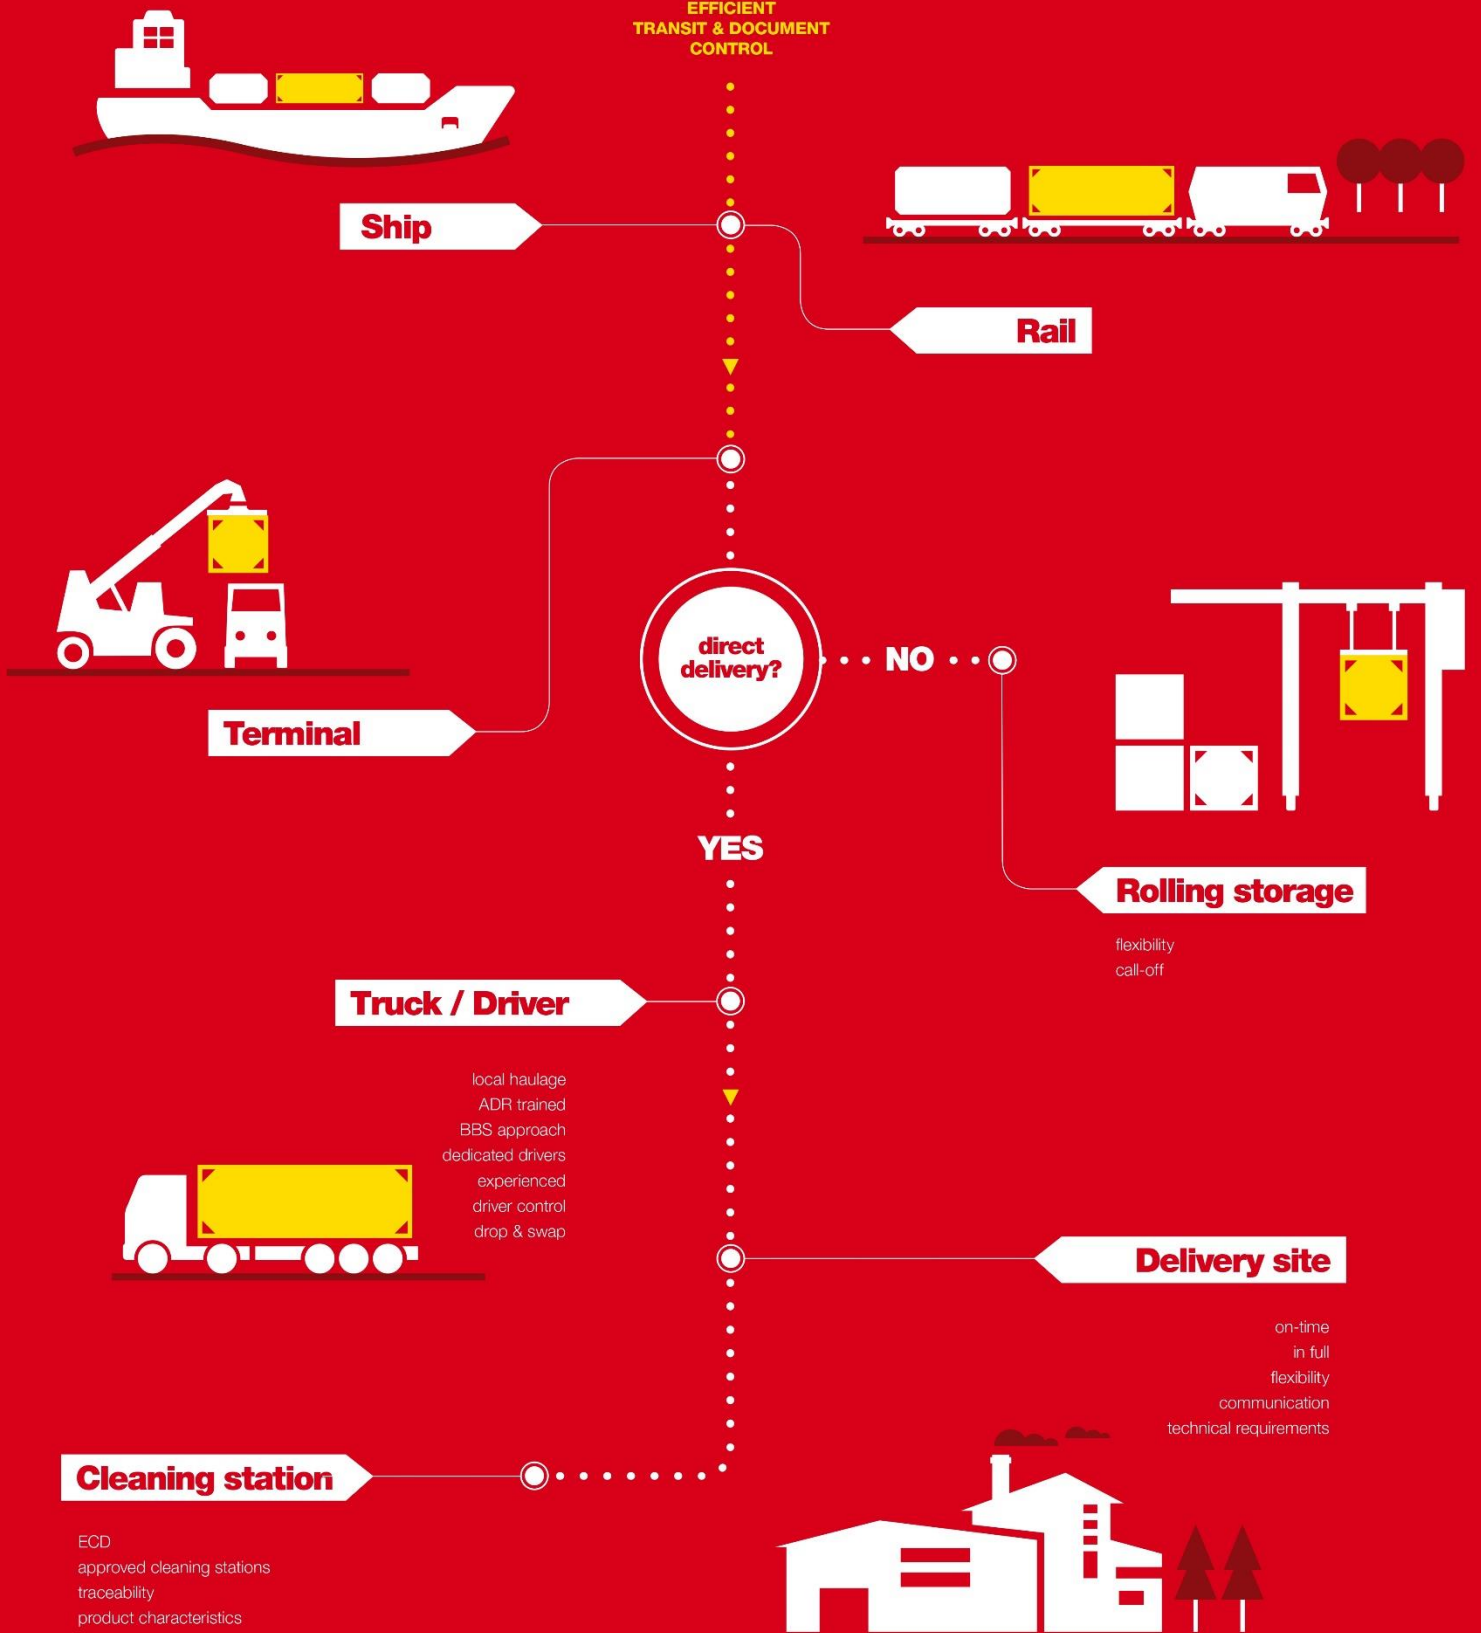 EFFICIENT
TRANSIT & DOCUMENT
CONTROL
Ship
Rail
Terminal
direct
delivery?
NO
YES
Rolling storage
flexibility
call-off
Truck / Driver
local haulage
ADR trained
BBS approach
dedicated drivers
experienced
driver control
drop & swap
Delivery site
on-time
in full
flexibility
communication
technical requirements
Cleaning station
ECD
approved cleaning stations
traceability
product characteristics